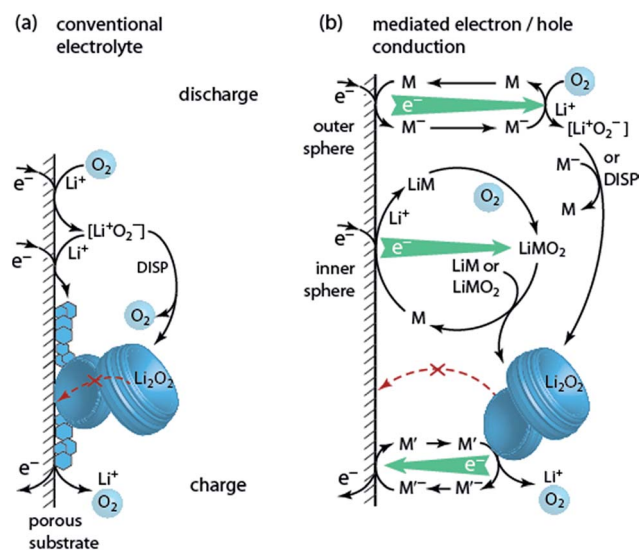 (a) conventional
electrolyte
discharge
O₂
e⁻
Li⁺
[Li⁺O₂⁻]
e⁻
Li⁺
DISP
O₂
Li₂O₂
e⁻
Li⁺
O₂
charge
porous
substrate
(b) mediated electron / hole
conduction
e⁻
M
M
O₂
e⁻
Li⁺
outer
sphere
M⁻
M⁻
[Li⁺O₂⁻]
or
DISP
M⁻
M
LiM
O₂
Li⁺
e⁻
e⁻
LiMO₂
inner
sphere
LiM or
LiMO₂
M
Li₂O₂
e⁻
M′
M′
e⁻
M′⁻
M′⁻
Li⁺
O₂